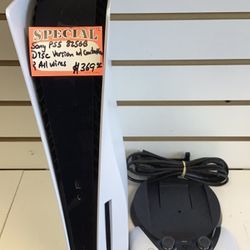 SPECIAL
Sony PS5 825GB
Disc Version w/ Controller
& All wires
$369.99